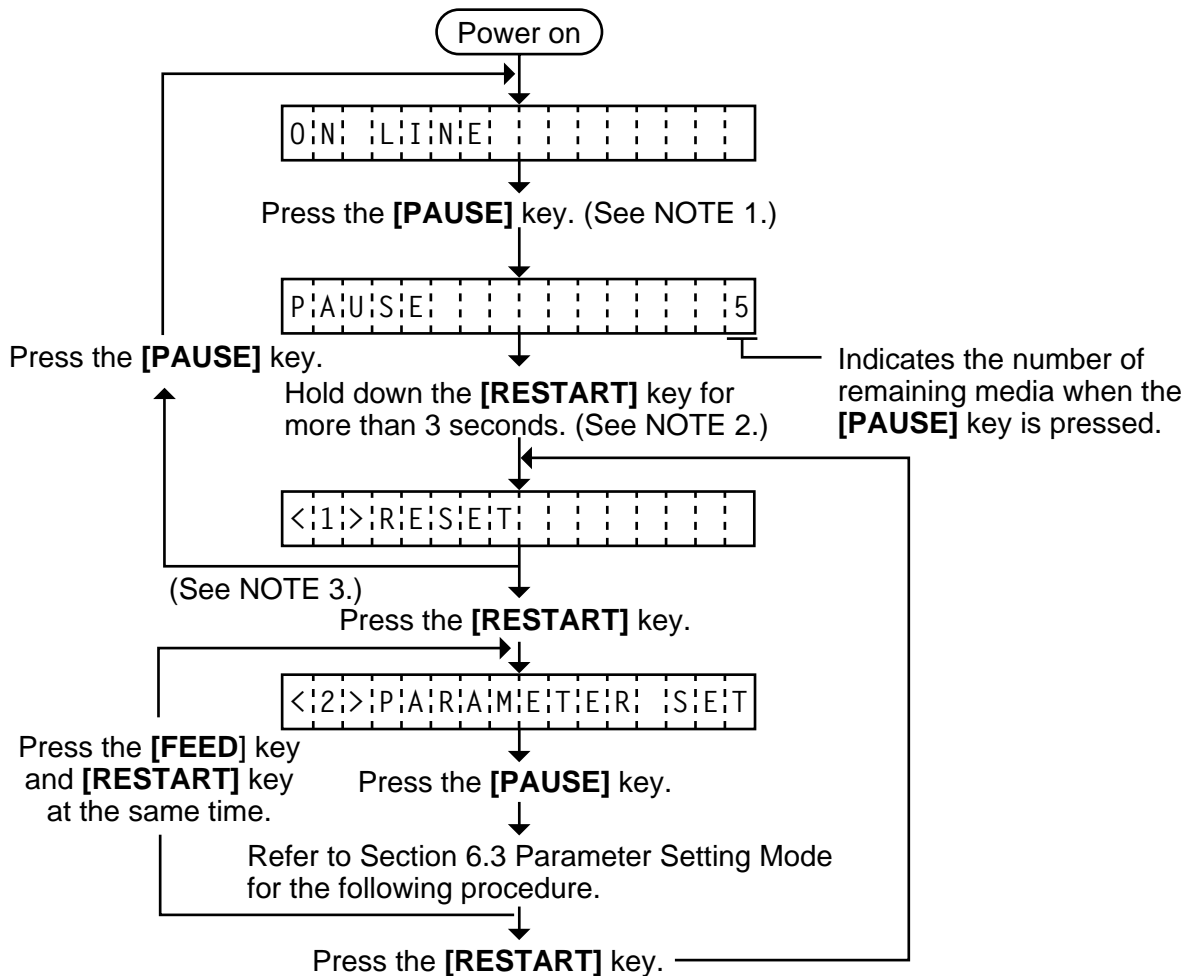 Power on
ON LINE
Press the [PAUSE] key. (See NOTE 1.)
PAUSE 5
Press the [PAUSE] key.
Indicates the number of
remaining media when the
[PAUSE] key is pressed.
Hold down the [RESTART] key for
more than 3 seconds. (See NOTE 2.)
<1>RESET
(See NOTE 3.)
Press the [RESTART] key.
<2>PARAMETER SET
Press the [FEED] key
and [RESTART] key
at the same time.
Press the [PAUSE] key.
Refer to Section 6.3 Parameter Setting Mode
for the following procedure.
Press the [RESTART] key.